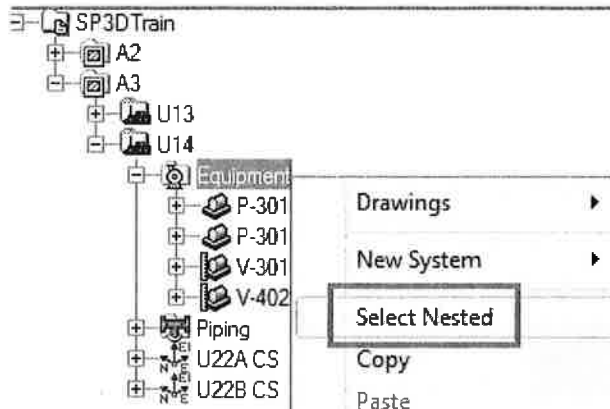 SP3DTrain
A2
A3
U13
U14
Equipment
P-301
P-301
V-301
V-402
Piping
U22A CS
U22B CS
Drawings
New System
Select Nested
Copy
Paste